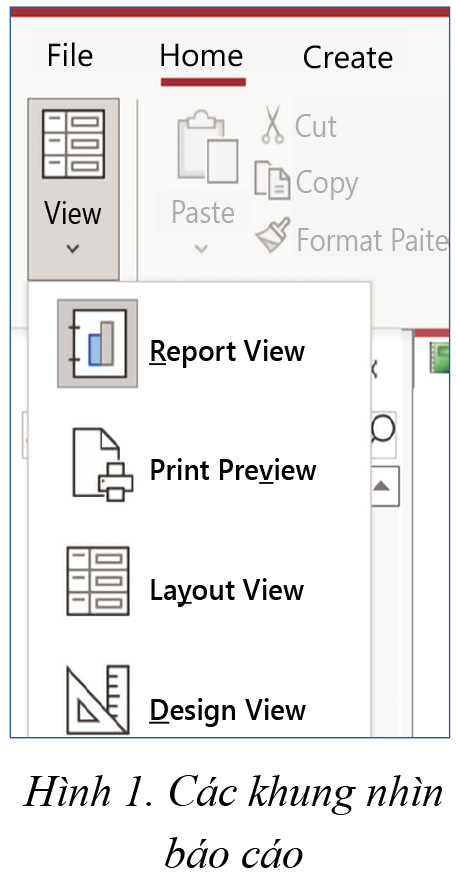 File Home Create
View
Paste
Cut
Copy
Format Paite
Report View
Print Preview
Layout View
Design View
Hình 1. Các khung nhìn
báo cáo